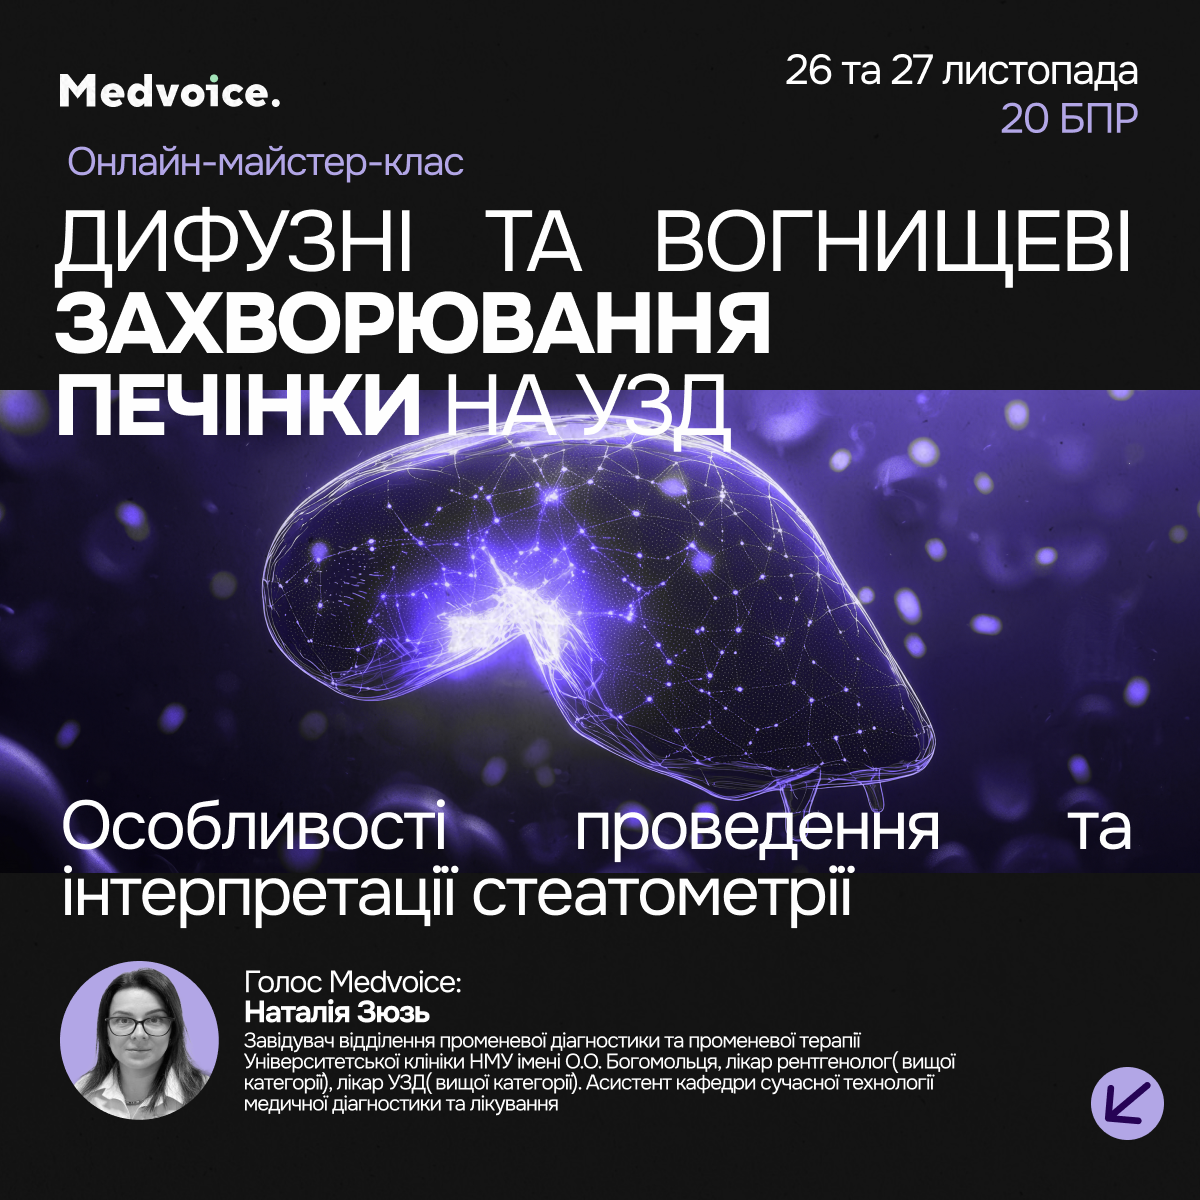 Medvoice.
26 та 27 листопада
20 БПР
Онлайн-майстер-клас
ДИФУЗНІ ТА ВОГНИЩЕВІ
ЗАХВОРЮВАННЯ
ПЕЧІНКИ НА УЗД
Особливості проведення та
інтерпретації стеатометрії
Голос Medvoice:
Наталія Зюзь
Завідувач відділення променевої діагностики та променевої терапії
Університетської клініки НМУ імені О.О. Богомольця, лікар рентгенолог( вищої
категорії), лікар УЗД( вищої категорії). Асистент кафедри сучасної технології
медичної діагностики та лікування